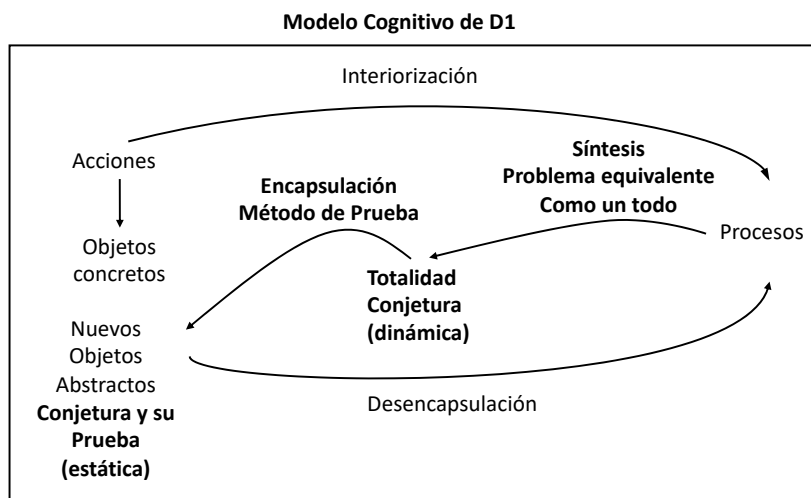 Modelo Cognitivo de D1
Interiorización
Acciones
Objetos
concretos
Encapsulación
Método de Prueba
Síntesis
Problema equivalente
Como un todo
Procesos
Totalidad
Conjetura
(dinámica)
Nuevos
Objetos
Abstractos
Conjetura y su
Prueba
(estática)
Desencapsulación